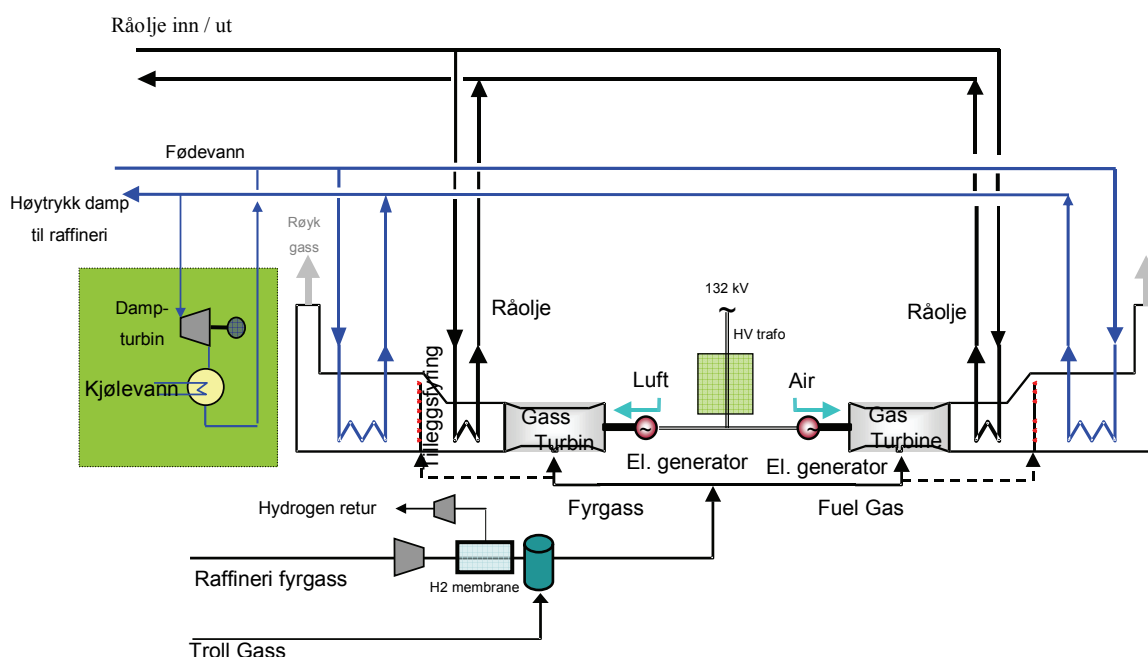 Råolje inn / ut
Fødevann
Høytrykk damp
til raffineri
Røyk
gass
132 kV
~
HV trafo
Damp-
turbin
Kjølevann
Råolje
Råolje
Tilleggsfyring
Luft
Air
Gass
Turbin
~
~
Gas
Turbine
El. generator
El. generator
Fyrgass
Fuel Gas
Hydrogen retur
Raffineri fyrgass
H2 membrane
Troll Gass